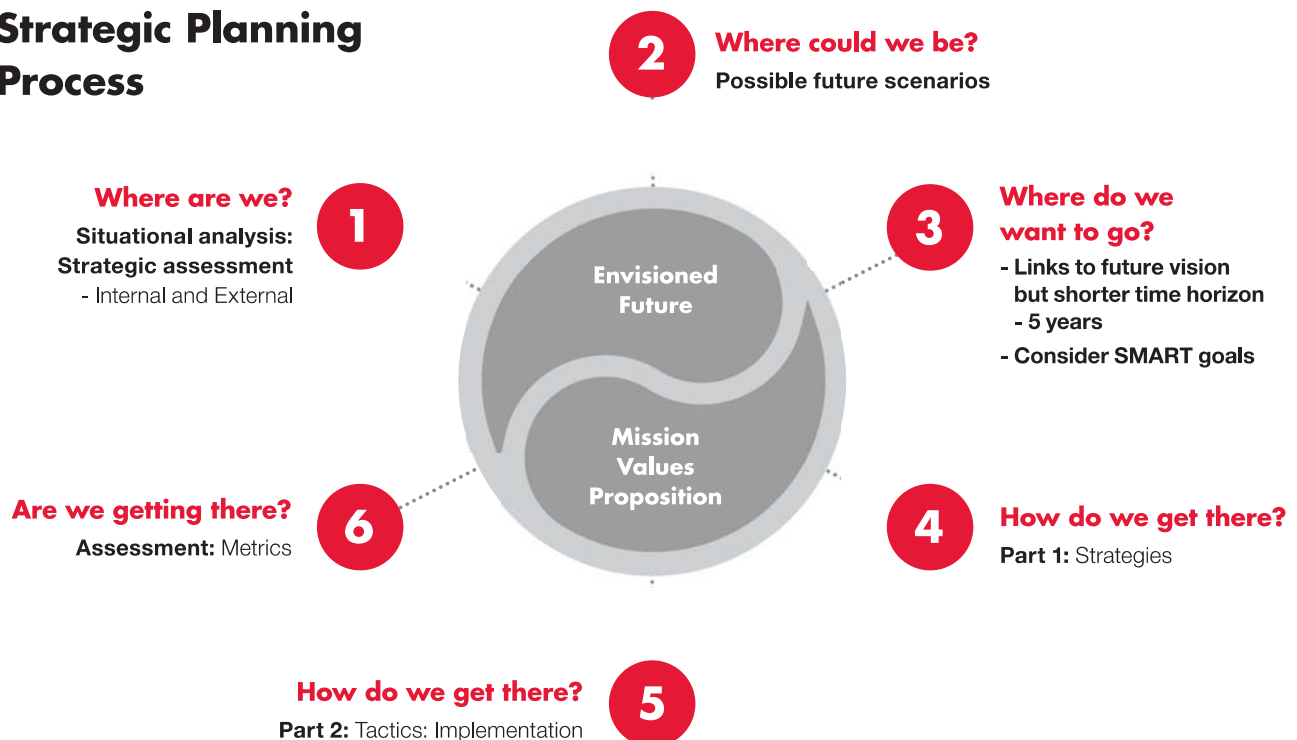 Strategic Planning
Process
1
Where are we?
Situational analysis:
Strategic assessment
- Internal and External
2
Where could we be?
Possible future scenarios
3
Where do we
want to go?
- Links to future vision
but shorter time horizon
- 5 years
- Consider SMART goals
4
How do we get there?
Part 1: Strategies
5
How do we get there?
Part 2: Tactics: Implementation
6
Are we getting there?
Assessment: Metrics
Envisioned
Future
Mission
Values
Proposition